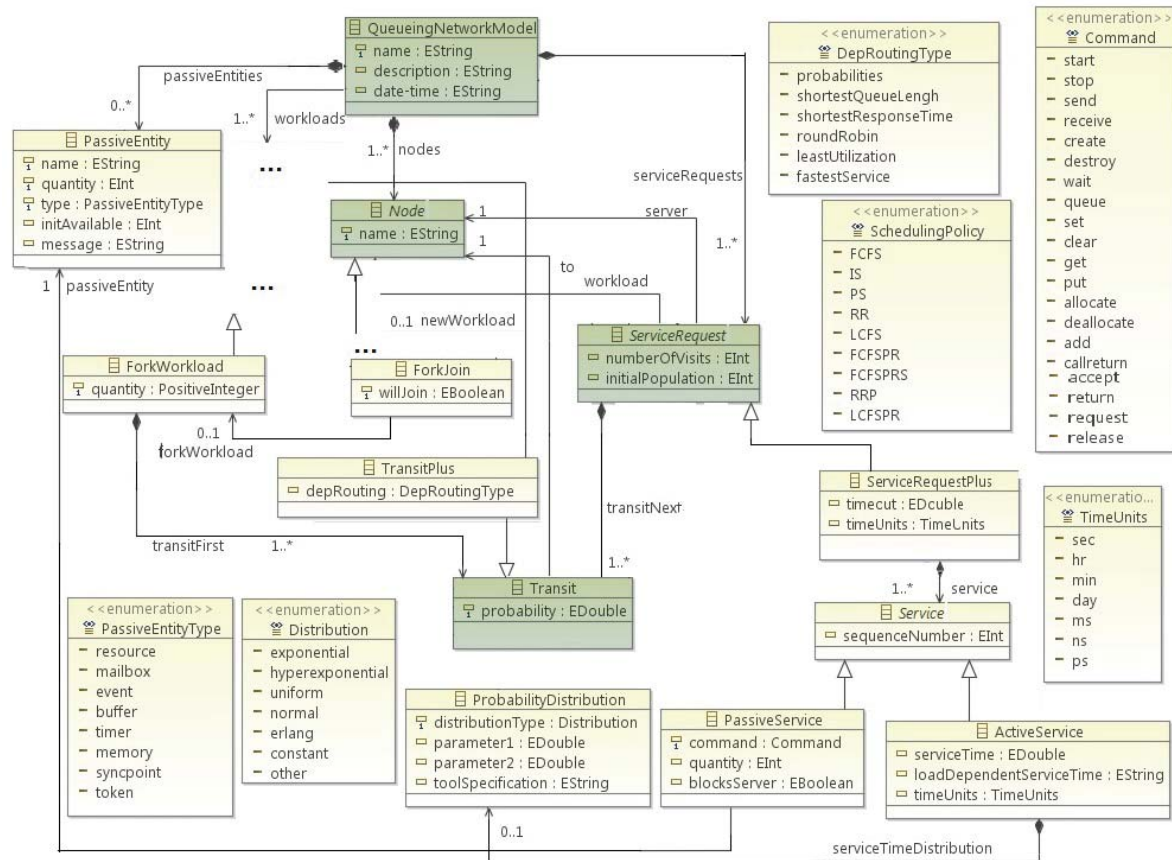 QueueingNetworkModel
name : EString
description : EString
date-time : EString
passiveEntities
0..*
1..*
workloads
...
1..*
nodes
serviceRequests
1..*
<<enumeration>>
DepRoutingType
probabilities
shortestQueueLengh
shortestResponseTime
roundRobin
leastUtilization
fastestService
<<enumeration>>
Command
start
stop
send
receive
create
destroy
wait
queue
set
clear
get
put
allocate
deallocate
add
callreturn
accept
return
request
release
PassiveEntity
name : EString
quantity : EInt
type : PassiveEntityType
initAvailable : EInt
message : EString
1
passiveEntity
Node
name : EString
1
server
1
to
workload
<<enumeration>>
SchedulingPolicy
FCFS
IS
PS
RR
LCFS
FCFSPR
FCFSPRS
RRP
LCFSPR
...
0..1
newWorkload
...
ServiceRequest
numberOfVisits : EInt
initialPopulation : EInt
ForkWorkload
quantity : PositiveInteger
ForkJoin
willJoin : EBoolean
0..1
forkWorkload
TransitPlus
depRouting : DepRoutingType
transitFirst
1..*
transitNext
1..*
ServiceRequestPlus
timecut : EDcuble
timeUnits : TimeUnits
1..*
service
<<enumeratio...
TimeUnits
sec
hr
min
day
ms
ns
ps
Transit
probability : EDouble
Service
sequenceNumber : EInt
<<enumeration>>
PassiveEntityType
resource
mailbox
event
buffer
timer
memory
syncpoint
token
<<enumeration>>
Distribution
exponential
hyperexponential
uniform
normal
erlang
constant
other
ProbabilityDistribution
distributionType : Distribution
parameter1 : EDouble
parameter2 : EDouble
toolSpecification : EString
PassiveService
command : Command
quantity : EInt
blocksServer : EBoolean
ActiveService
serviceTime : EDouble
loadDependentServiceTime : EString
timeUnits : TimeUnits
0..1
serviceTimeDistribution